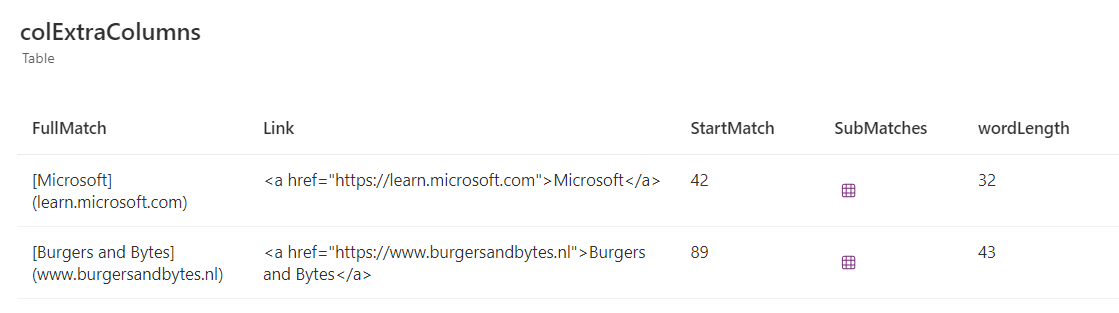 colExtraColumns
Table
FullMatch Link StartMatch SubMatches wordLength
[Microsoft] <a href="https://learn.microsoft.com">Microsoft</a> 42 32
(learn.microsoft.com)
[Burgers and Bytes] <a href="https://www.burgersandbytes.nl">Burgers 89 43
(www.burgersandbytes.nl) and Bytes</a>